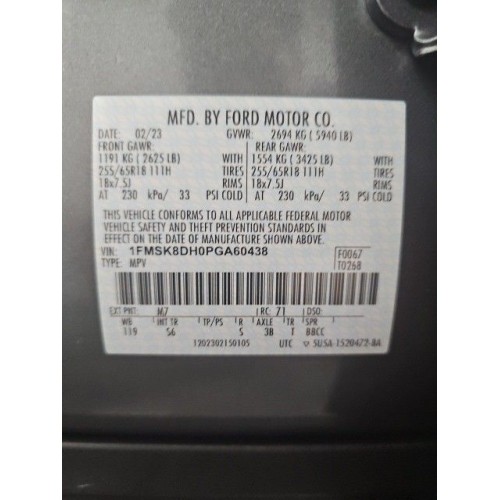 MFD. BY FORD MOTOR CO.
DATE: 02/23 GVWR: 2694 KG ( 5940 LB)
FRONT GAWR: REAR GAWR:
1191 KG ( 2625 LB) WITH 1554 KG ( 3425 LB) WITH
255/65R18 111H TIRES 255/65R18 111H TIRES
18x7.5J RIMS 18x7.5J RIMS
AT 230 kPa/ 33 PSI COLD AT 230 kPa/ 33 PSI COLD
THIS VEHICLE CONFORMS TO ALL APPLICABLE FEDERAL MOTOR
VEHICLE SAFETY AND THEFT PREVENTION STANDARDS IN
EFFECT ON THE DATE OF MANUFACTURE SHOWN ABOVE.
VIN: 1FMSK8DH0PGA60438 F0067
TYPE: MPV T0268
EXT PNT: M7 RC: 71 DSO:
WB INT TR TP/PS R AXLE TR SPR
119 S6 5 3B T BBCC
1202302150105 UTC SU5A-1520472-BA